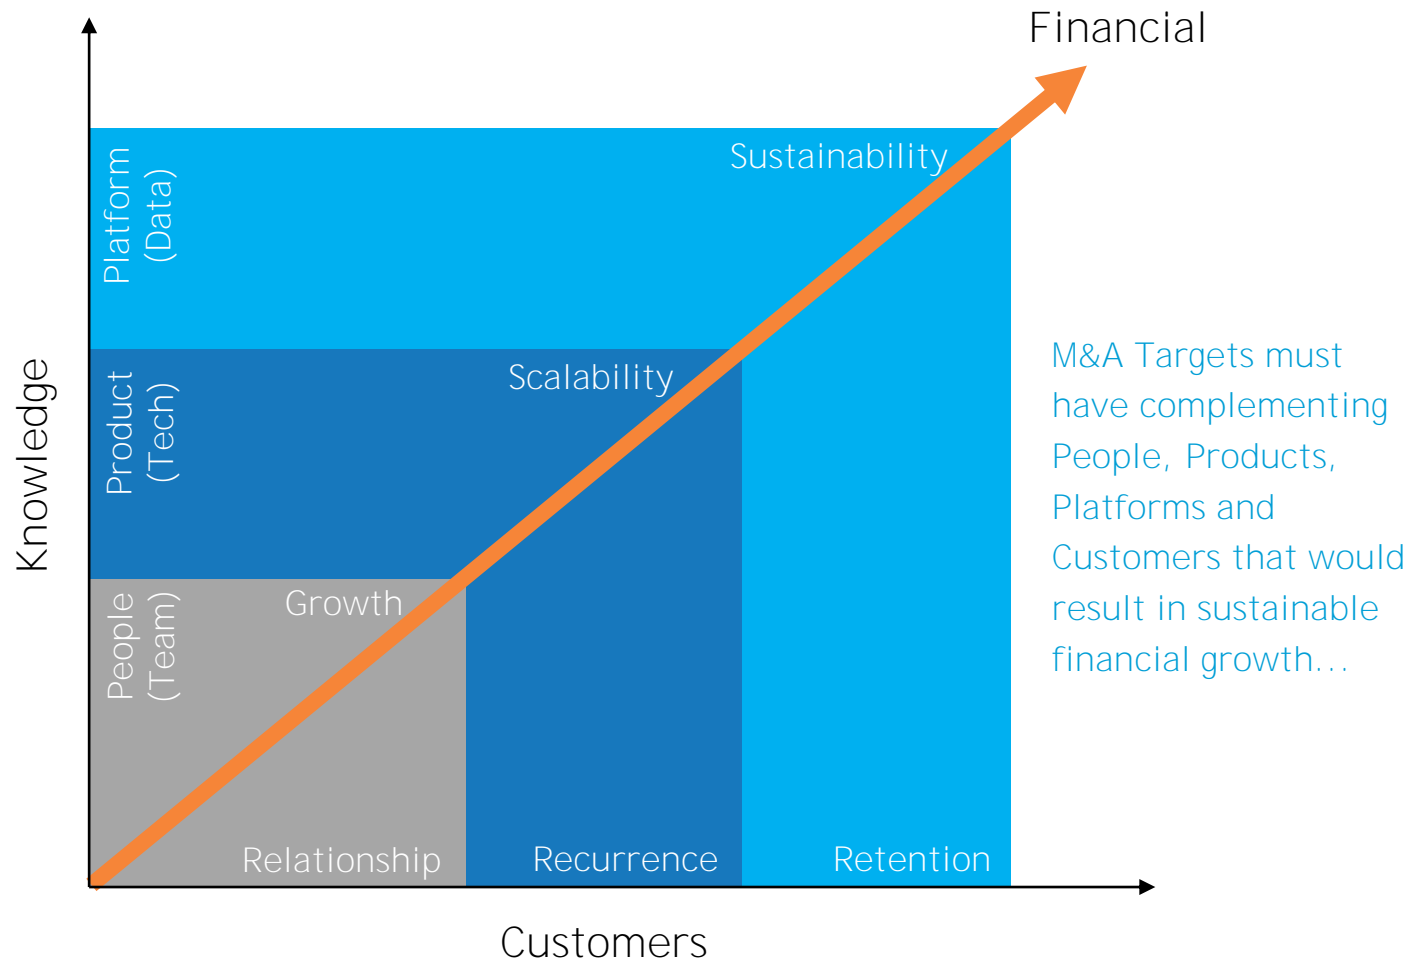 Financial
Sustainability
Platform
(Data)
Scalability
Product
(Tech)
Growth
People
(Team)
Knowledge
Relationship
Recurrence
Retention
Customers
M&A Targets must
have complementing
People, Products,
Platforms and
Customers that would
result in sustainable
financial growth...